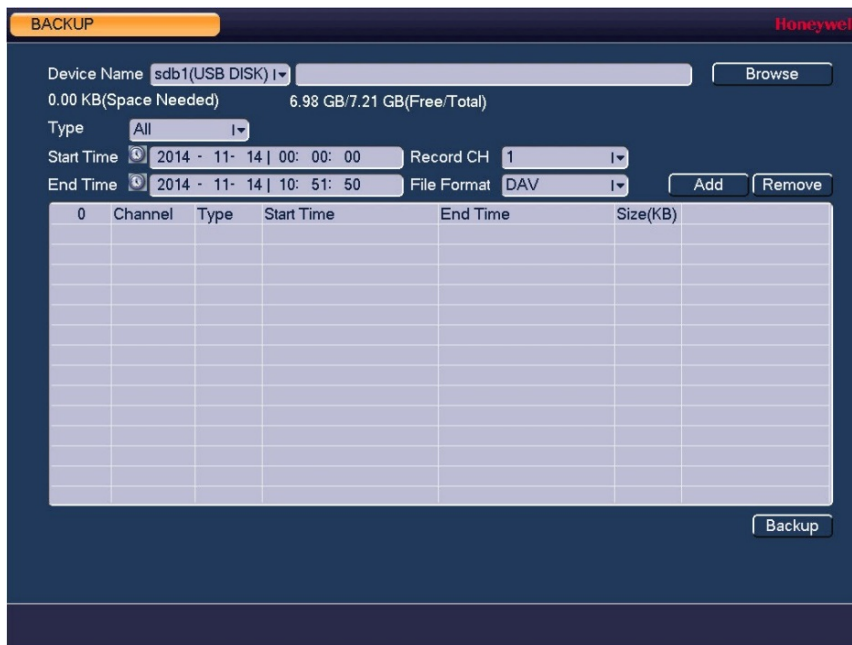 BACKUP Honeywell
Device Name sdb1(USB DISK) Browse
0.00 KB(Space Needed) 6.98 GB/7.21 GB(Free/Total)
Type All
Start Time 2014 - 11- 14 | 00: 00: 00 Record CH 1
End Time 2014 - 11- 14 | 10: 51: 50 File Format DAV Add Remove
0 Channel Type Start Time End Time Size(KB)
Backup